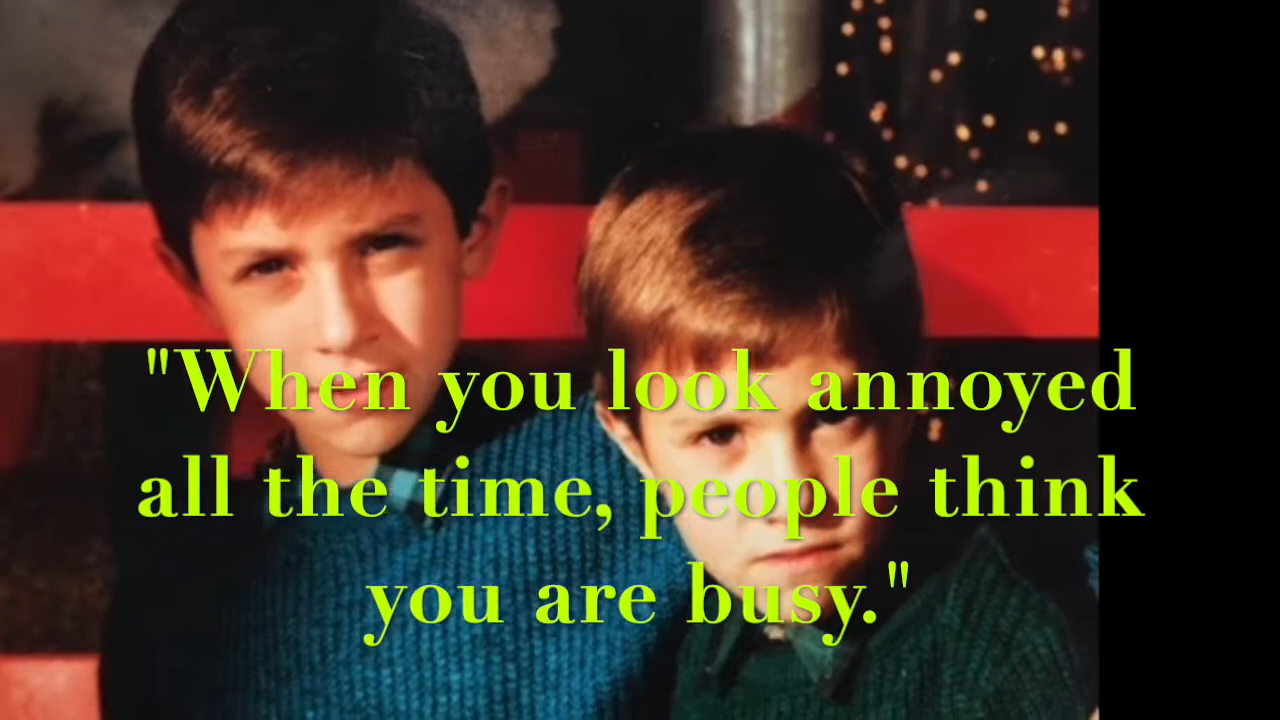 "When you look annoyed
all the time, people think
you are busy."